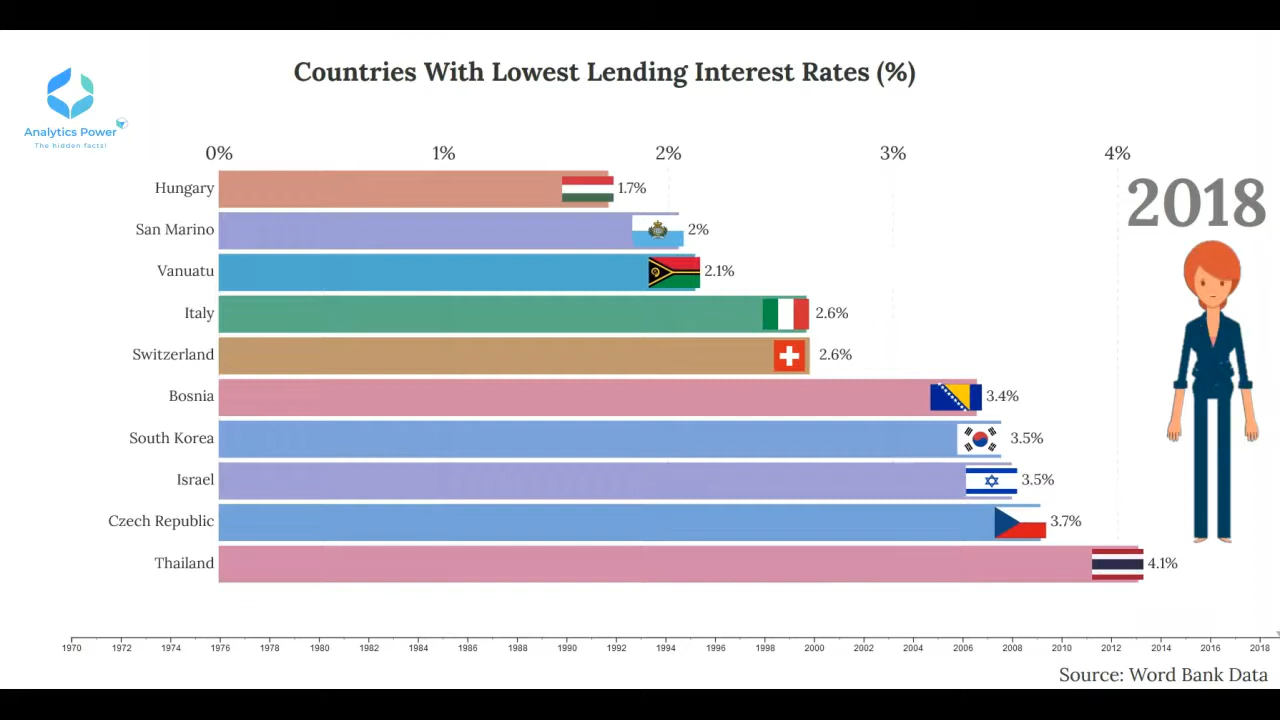 Countries With Lowest Lending Interest Rates (%)
Analytics Power
The hidden facts!
0% 1% 2% 3% 4%
2018
Hungary 1.7%
San Marino 2%
Vanuatu 2.1%
Italy 2.6%
Switzerland 2.6%
Bosnia 3.4%
South Korea 3.5%
Israel 3.5%
Czech Republic 3.7%
Thailand 4.1%
1970 1972 1974 1976 1978 1980 1982 1984 1986 1988 1990 1992 1994 1996 1998 2000 2002 2004 2006 2008 2010 2012 2014 2016 2018
Source: Word Bank Data